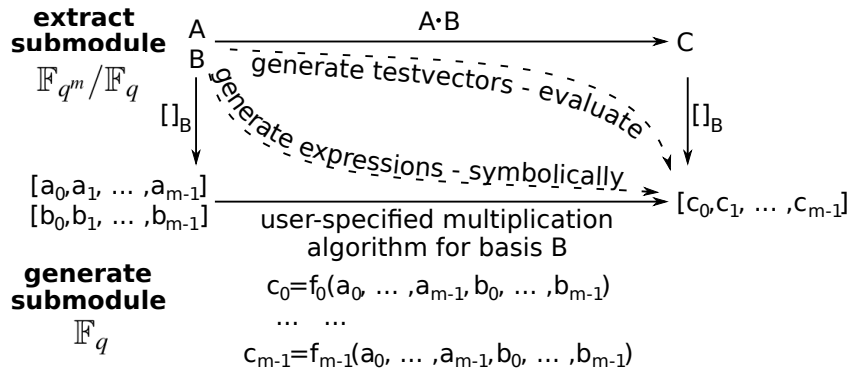 extract
submodule
𝔽_{q^m}/𝔽_q
A
B
A·B
C
generate testvectors - evaluate
generate expressions - symbolically
[]_B
[]_B
[a_0,a_1, ... ,a_{m-1}]
[b_0,b_1, ... ,b_{m-1}]
[c_0,c_1, ... ,c_{m-1}]
user-specified multiplication
algorithm for basis B
generate
submodule
𝔽_q
c_0=f_0(a_0, ... ,a_{m-1},b_0, ... ,b_{m-1})
... ...
c_{m-1}=f_{m-1}(a_0, ... ,a_{m-1},b_0, ... ,b_{m-1})